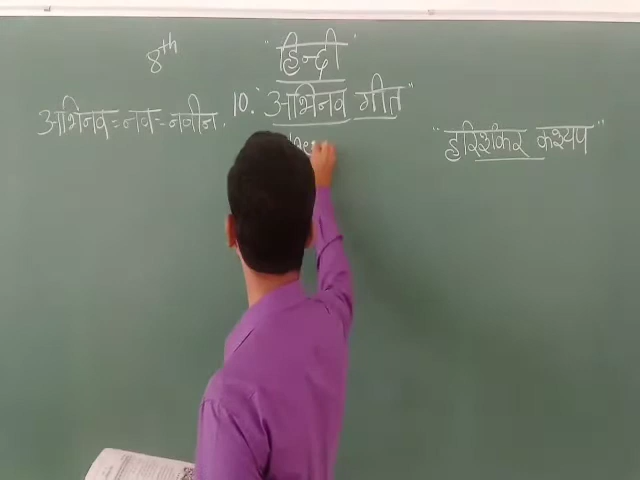 8th
"हिन्दी"
10. "अभिनव गीत"
अभिनव = नव = नवीन.
"हरिशंकर कश्यप"